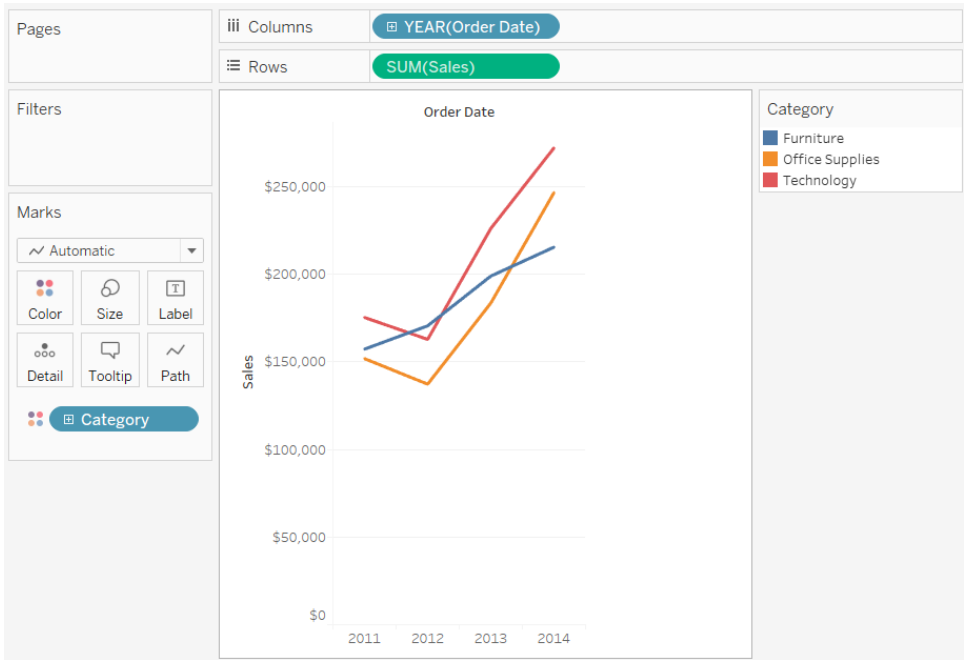 Pages
Columns
YEAR(Order Date)
Rows
SUM(Sales)
Filters
Marks
Automatic
Color
Size
Label
Detail
Tooltip
Path
Category
Order Date
Sales
$250,000
$200,000
$150,000
$100,000
$50,000
$0
2011 2012 2013 2014
Category
Furniture
Office Supplies
Technology